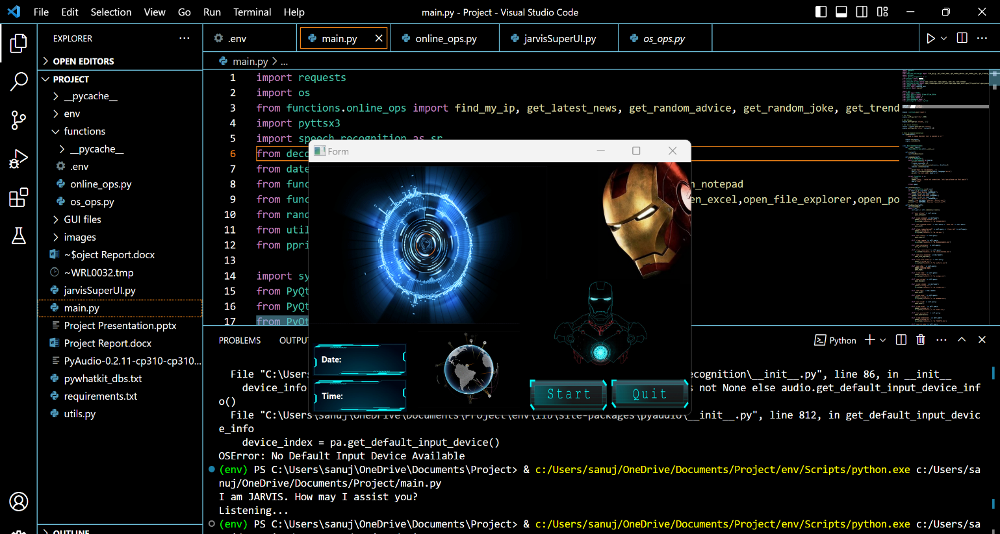 File Edit Selection View Go Run Terminal Help
main.py - Project - Visual Studio Code
EXPLORER
.env
main.py
online_ops.py
jarvisSuperUI.py
os_ops.py
OPEN EDITORS
PROJECT
__pycache__
env
functions
__pycache__
.env
online_ops.py
os_ops.py
GUI files
images
~$oject Report.docx
~WRL0032.tmp
jarvisSuperUI.py
main.py
Project Presentation.pptx
Project Report.docx
PyAudio-0.2.11-cp310-cp310...
pywhatkit_dbs.txt
requirements.txt
utils.py
OUTLINE
main.py > ...
1 import requests
2 import os
3 from functions.online_ops import find_my_ip, get_latest_news, get_random_advice, get_random_joke, get_trend
4 import pyttsx3
5 import speech_recognition as sr
6 from deco
7 from date
8 from func n_notepad
9 from func en_excel,open_file_explorer,open_po
10 from rand
11 from util
12 from ppri
13
14 import sy
15 from PyQt
16 from PyQt
17 from PyQt
Form
Date:
Time:
Start
Quit
PROBLEMS OUTPU
Python
File "C:\Users ecognition\__init__.py", line 86, in __init__
device_info s not None else audio.get_default_input_device_inf
o()
File "C:\Users\sanuj\OneDrive\Documents\Project\env\lib\site-packages\pyaudio\__init__.py", line 812, in get_default_input_devic
e_info
device_index = pa.get_default_input_device()
OSError: No Default Input Device Available
(env) PS C:\Users\sanuj\OneDrive\Documents\Project> & c:/Users/sanuj/OneDrive/Documents/Project/env/Scripts/python.exe c:/Users/sa
nuj/OneDrive/Documents/Project/main.py
I am JARVIS. How may I assist you?
Listening...
(env) PS C:\Users\sanuj\OneDrive\Documents\Project> & c:/Users/sanuj/OneDrive/Documents/Project/env/Scripts/python.exe c:/Users/sa